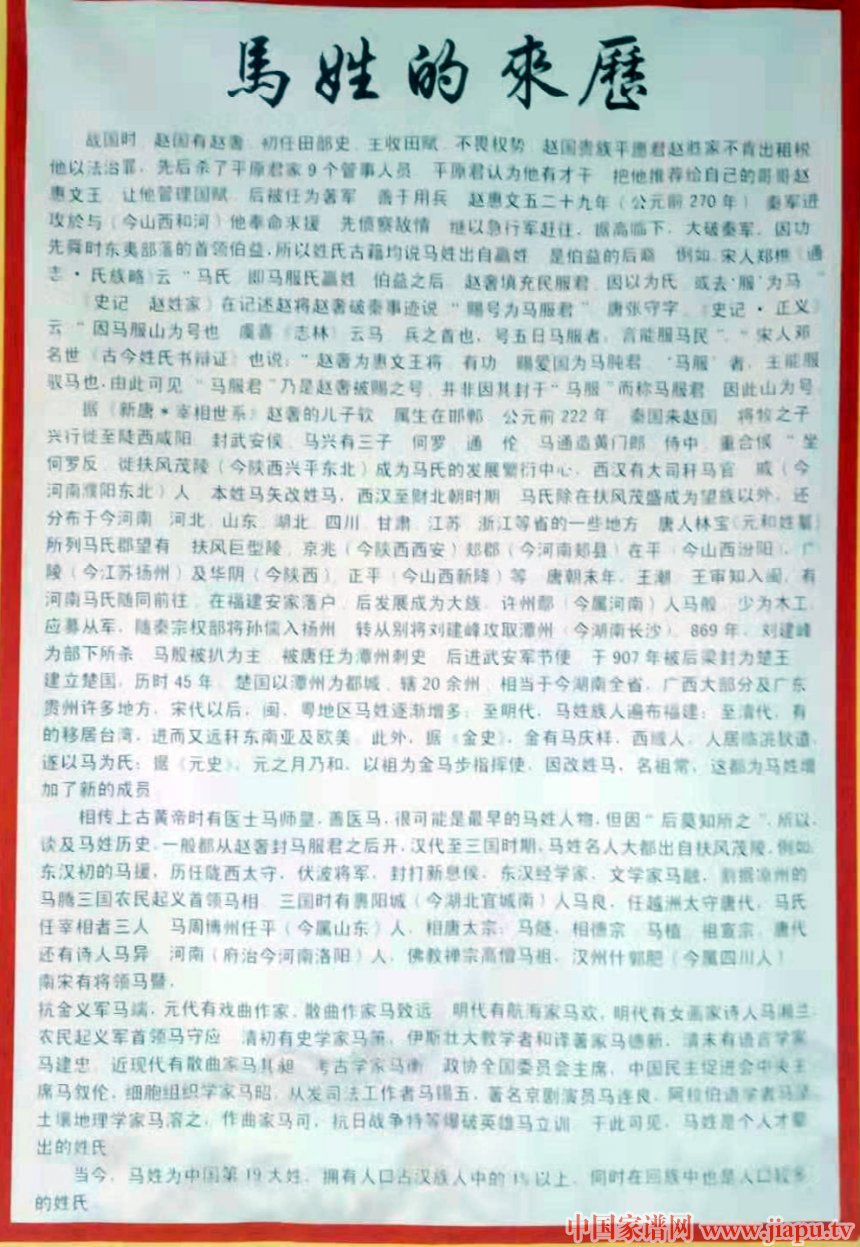 馬姓的來歷
战国时 赵国有赵奢 初任田部史 王收田赋 不畏权势 赵国贵族平愿君赵胜家不肯出租税
他以法治罪，先后杀了平原君家9个管事人员 平原君认为他有才干 把他推荐给自己的哥哥赵
惠文王 让他管理国赋 后被任为著军 善于用兵 赵惠文五二十九年（公元前270年） 秦军进
攻於与（今山西和河）他奉命求援 先侦察敌情 继以急行军赶往，据高临下，大破秦军，因功
先舜时东夷部落的首领伯益，所以姓氏古籍均说马姓出自嬴姓 是伯益的后裔 例如 宋人郑樵《通
志·氏族略》云“马氏 即马服氏嬴姓 伯益之后 赵奢填充民服君 因以为氏 或去‘服’为马”
《史记 赵姓家》在记述赵将赵奢破秦事迹说“赐号为马服君” 唐张守字 《史记·正义》
云“因马服山为号也 虞喜《志林》云马 兵之首也，号五日马服者，言能服马民”，“宋人邓
名世《古今姓氏书辩证》也说：“赵奢为惠文王将 有功 赐爱国为马肫君 ‘马服’者，主能服
驭马也，由此可见“马服君”乃是赵奢破赐之号，并非因其封于“马服”而称马服君 因此山为号
据《新唐*宰相世系》赵奢的儿子钦 属生在邯郸 公元前222年 秦国朱赵国 将牧之子
兴行徙至陡西咸阳 封武安侯 马兴有三子 何罗 通 伦 马通造黄门郎 侍中 重合候“坐
何罗反，徙扶风茂陵（今陕西兴平东北）成为马氏的发展繁衍中心，西汉有大司秆马官 戚（今
河南濮阳东北）人 本姓马矢改姓马，西汉至财北朝时期 马氏除在扶风茂盛成为望族以外，还
分布于今河南 河北、山东 湖北 四川 甘肃 江苏 浙江等省的一些地方 唐人林宝《元和姓纂》
所列马氏郡望有 扶风巨型陵，京兆（今陕西西安）郏郡（今河南郏县）在平（今山西汾阳），广
陵（今江苏扬州）及华阴（今陕西） 正平（今山西新降）等 唐朝末年，王潮 王审知入闽，有
河南马氏随同前往，在福建安家落户，后发展成为大族，许州鄢（今属河南）人马般 少为木工，
应募从军，随秦宗权部将孙儒入扬州 转从别将刘建峰攻取潭州（今湖南长沙），869年，刘建峰
为部下所杀 马殷被扒为主 被唐任为潭州刺史 后进武安军节便 于907年被后梁封为楚王
建立楚国，历时45年，楚国以潭州为都城，辖20余州，相当于今湖南全省，广西大部分及广东
贵州许多地方，宋代以后，闽、粤地区马姓逐渐增多；至明代，马姓族人遍布福建；至清代，有
的移居台湾，进而又远轩东南亚及欧美，此外，据《金史》，金有马庆样，西域人，人居临洮狄道，
逐以马为氏；据《元史》，元之月乃和，以祖为金马步指挥使，因改姓马，名祖常，这都为马姓增
加了新的成员
相传上古黄帝时有医士马师皇，善医马，很可能是最早的马姓人物，但因“后莫知所之”，所以，
谈及马姓历史，一般都从赵奢封马服君之后开，汉代至三国时期，马姓名人大都出自扶风茂陵，例如
东汉初的马援，历任陇西太守，伏波将军，封打新息侯，东汉经学家，文学家马融，割据凉州的
马腾三国农民起义首领马相，三国时有裹阳城（今湖北宜城南）人马良，任越洲太守唐代，马氏
任宰相者三人 马周博州任平（今属山东）人，相唐太宗；马燧，相德宗 马植，祖宣宗，唐代
还有诗人马异 河南（府治今河南洛阳）人，佛教禅宗高僧马祖，汉州什邡肥（今属四川人）
南宋有将领马暨，
抗金义军马端，元代有戏曲作家，散曲作家马致远 明代有航海家马欢，明代有女画家诗人马湘兰
农民起义军首领马守应 清初有史学家马策，伊斯壮大教学者和译著家马德新，清末有语言学家
马建忠 近现代有散曲家马其昶 考古学家马衡 政协全国委员会主席，中国民主促进会中央主
席马叙伦，细胞组织学家马昭，从发司法工作者马锡五，著名京剧演员马连良，阿拉伯语学者马坚
土壤地理学家马溶之，作曲家马可，抗日战争特等爆破英雄马立训 于此可见，马姓是个人才辈
出的姓氏
当今，马姓为中国第19大姓，拥有人口占汉族人中的1%以上，同时在回族中也是人口较多
的姓氏
中国家谱网 www.jiapu.tv